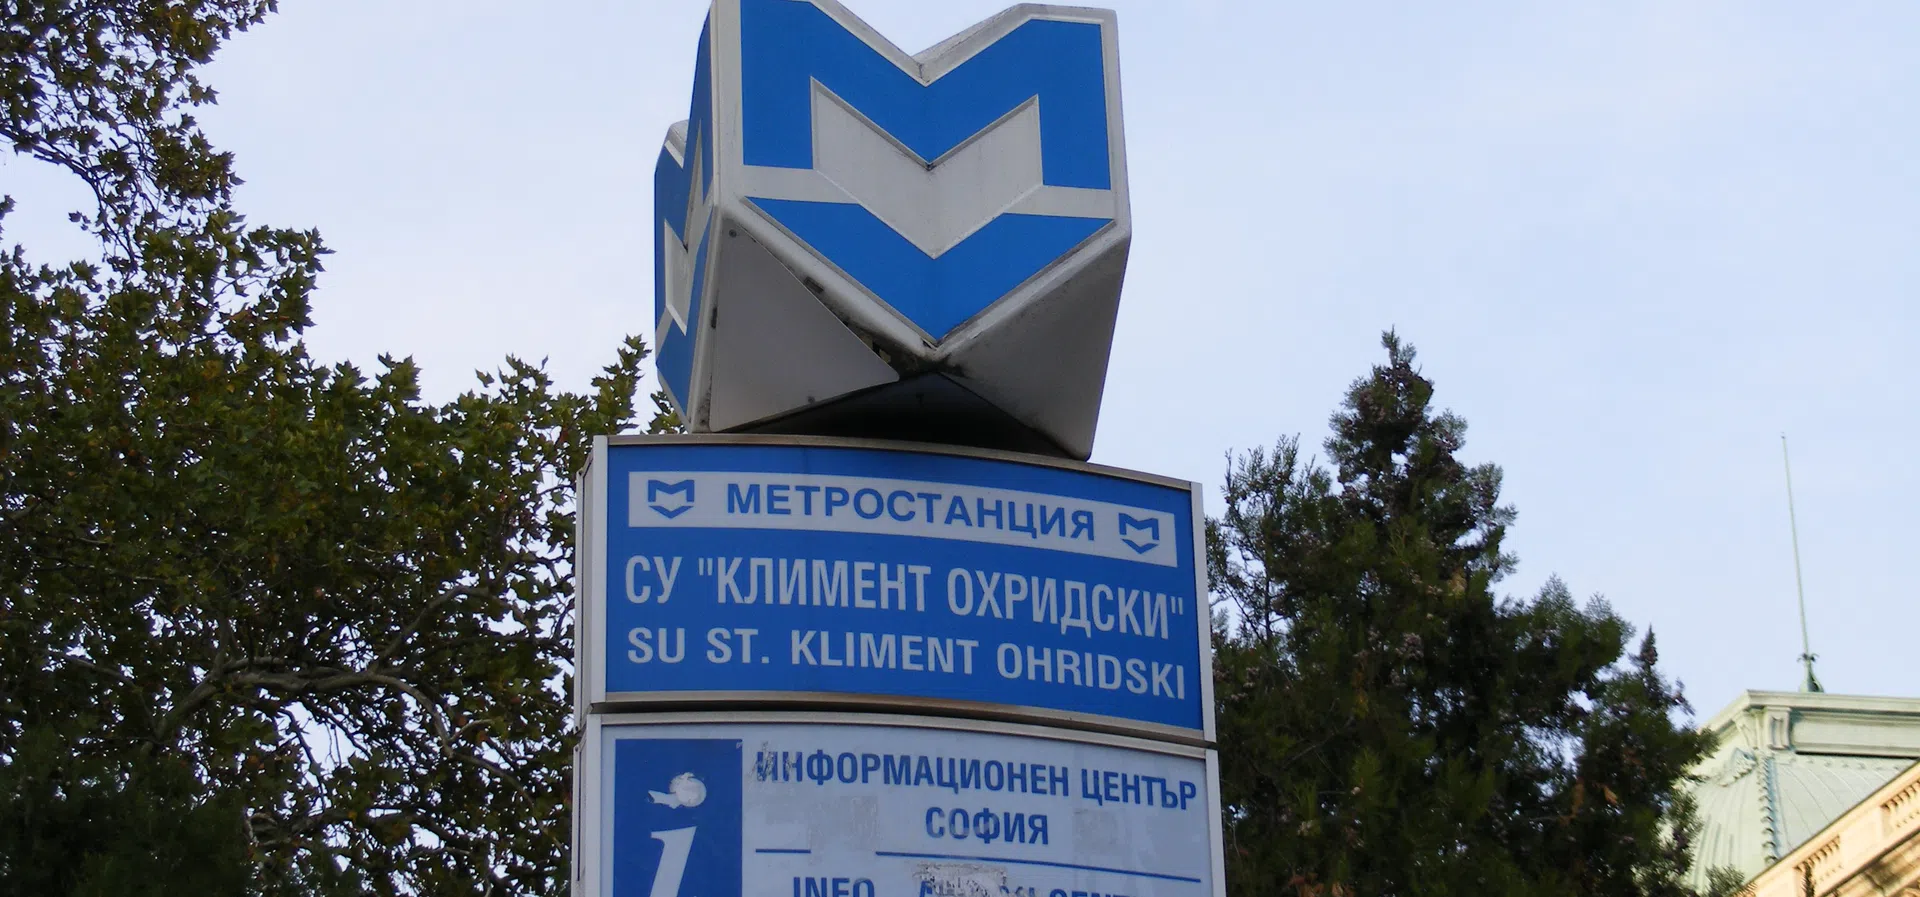 МЕТРОСТАНЦИЯ
СУ "КЛИМЕНТ ОХРИДСКИ"
SU ST. KLIMENT OHRIDSKI
i ИНФОРМАЦИОНЕН ЦЕНТЪР
СОФИЯ
INFO